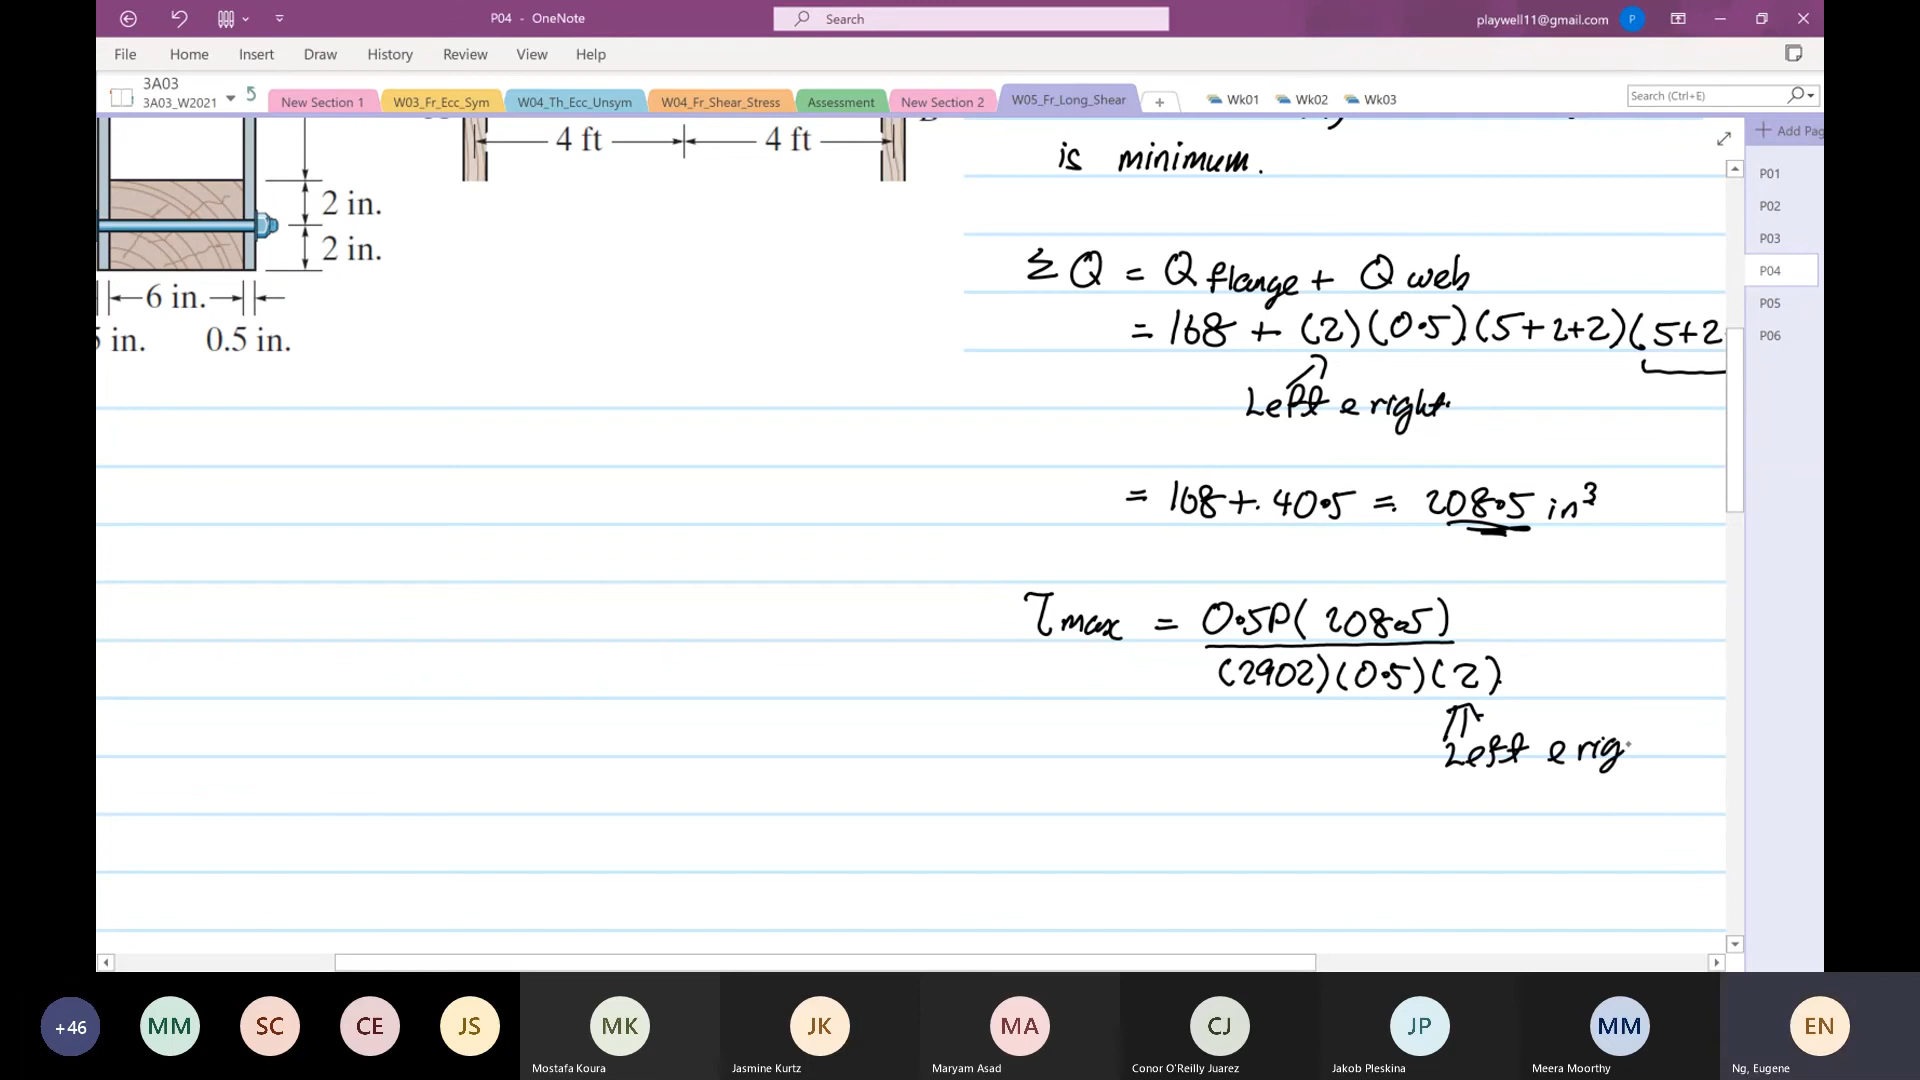 P04 - OneNote
Search
playwell11@gmail.com
P
File Home Insert Draw History Review View Help
3A03
3A03_W2021
New Section 1
W03_Fr_Ecc_Sym
W04_Th_Ecc_Unsym
W04_Fr_Shear_Stress
Assessment
New Section 2
W05_Fr_Long_Shear
+
Wk01
Wk02
Wk03
Search (Ctrl+E)
Add Pag
P01
P02
P03
P04
P05
P06
4 ft
4 ft
2 in.
2 in.
6 in.
in.
0.5 in.
is minimum.
Σ Q = Q flange + Q web
= 168 + (2)(0.5)(5+2+2)(5+2
Left & right.
= 168 + 40.5 = 208.5 in³
τmax = 0.5P(208.5)
(2902)(0.5)(2)
Left & rig
+46
MM
SC
CE
JS
MK
Mostafa Koura
JK
Jasmine Kurtz
MA
Maryam Asad
CJ
Conor O'Reilly Juarez
JP
Jakob Pleskina
MM
Meera Moorthy
EN
Ng, Eugene